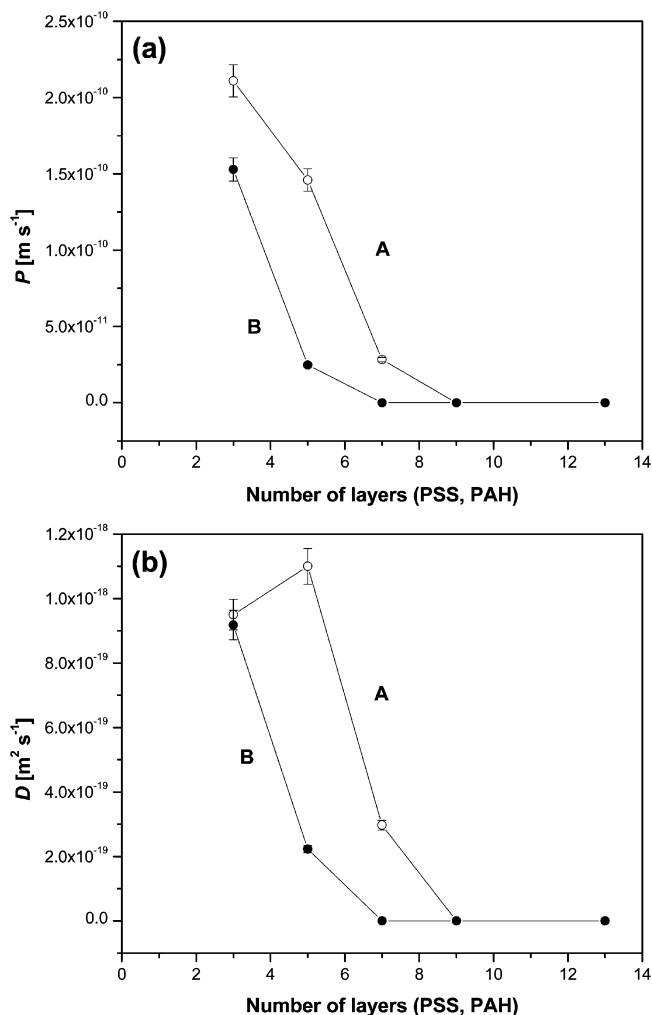 (a)
2.5x10⁻¹⁰
2.0x10⁻¹⁰
1.5x10⁻¹⁰
1.0x10⁻¹⁰
5.0x10⁻¹¹
0.0
P [m s⁻¹]
A
B
0 2 4 6 8 10 12 14
Number of layers (PSS, PAH)
(b)
1.2x10⁻¹⁸
1.0x10⁻¹⁸
8.0x10⁻¹⁹
6.0x10⁻¹⁹
4.0x10⁻¹⁹
2.0x10⁻¹⁹
0.0
D [m² s⁻¹]
A
B
0 2 4 6 8 10 12 14
Number of layers (PSS, PAH)